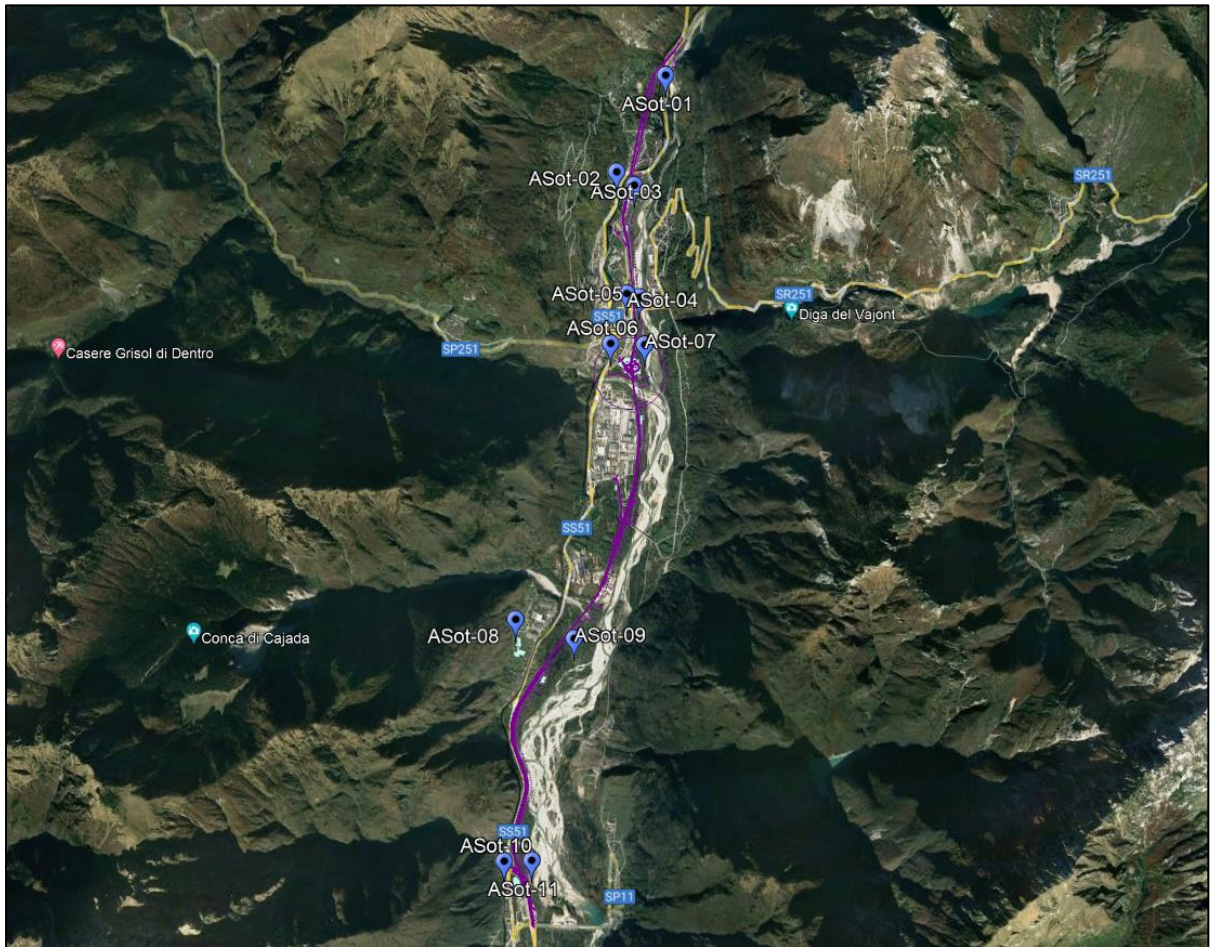 ASot-01
ASot-02
ASot-03
SR251
ASot-05
ASot-04
SR251
SS51
Diga del Vajont
ASot-06
ASot-07
SP251
Casere Grisol di Dentro
SS51
ASot-08
ASot-09
Conca di Cajada
SS51
ASot-10
ASot-11
SP11